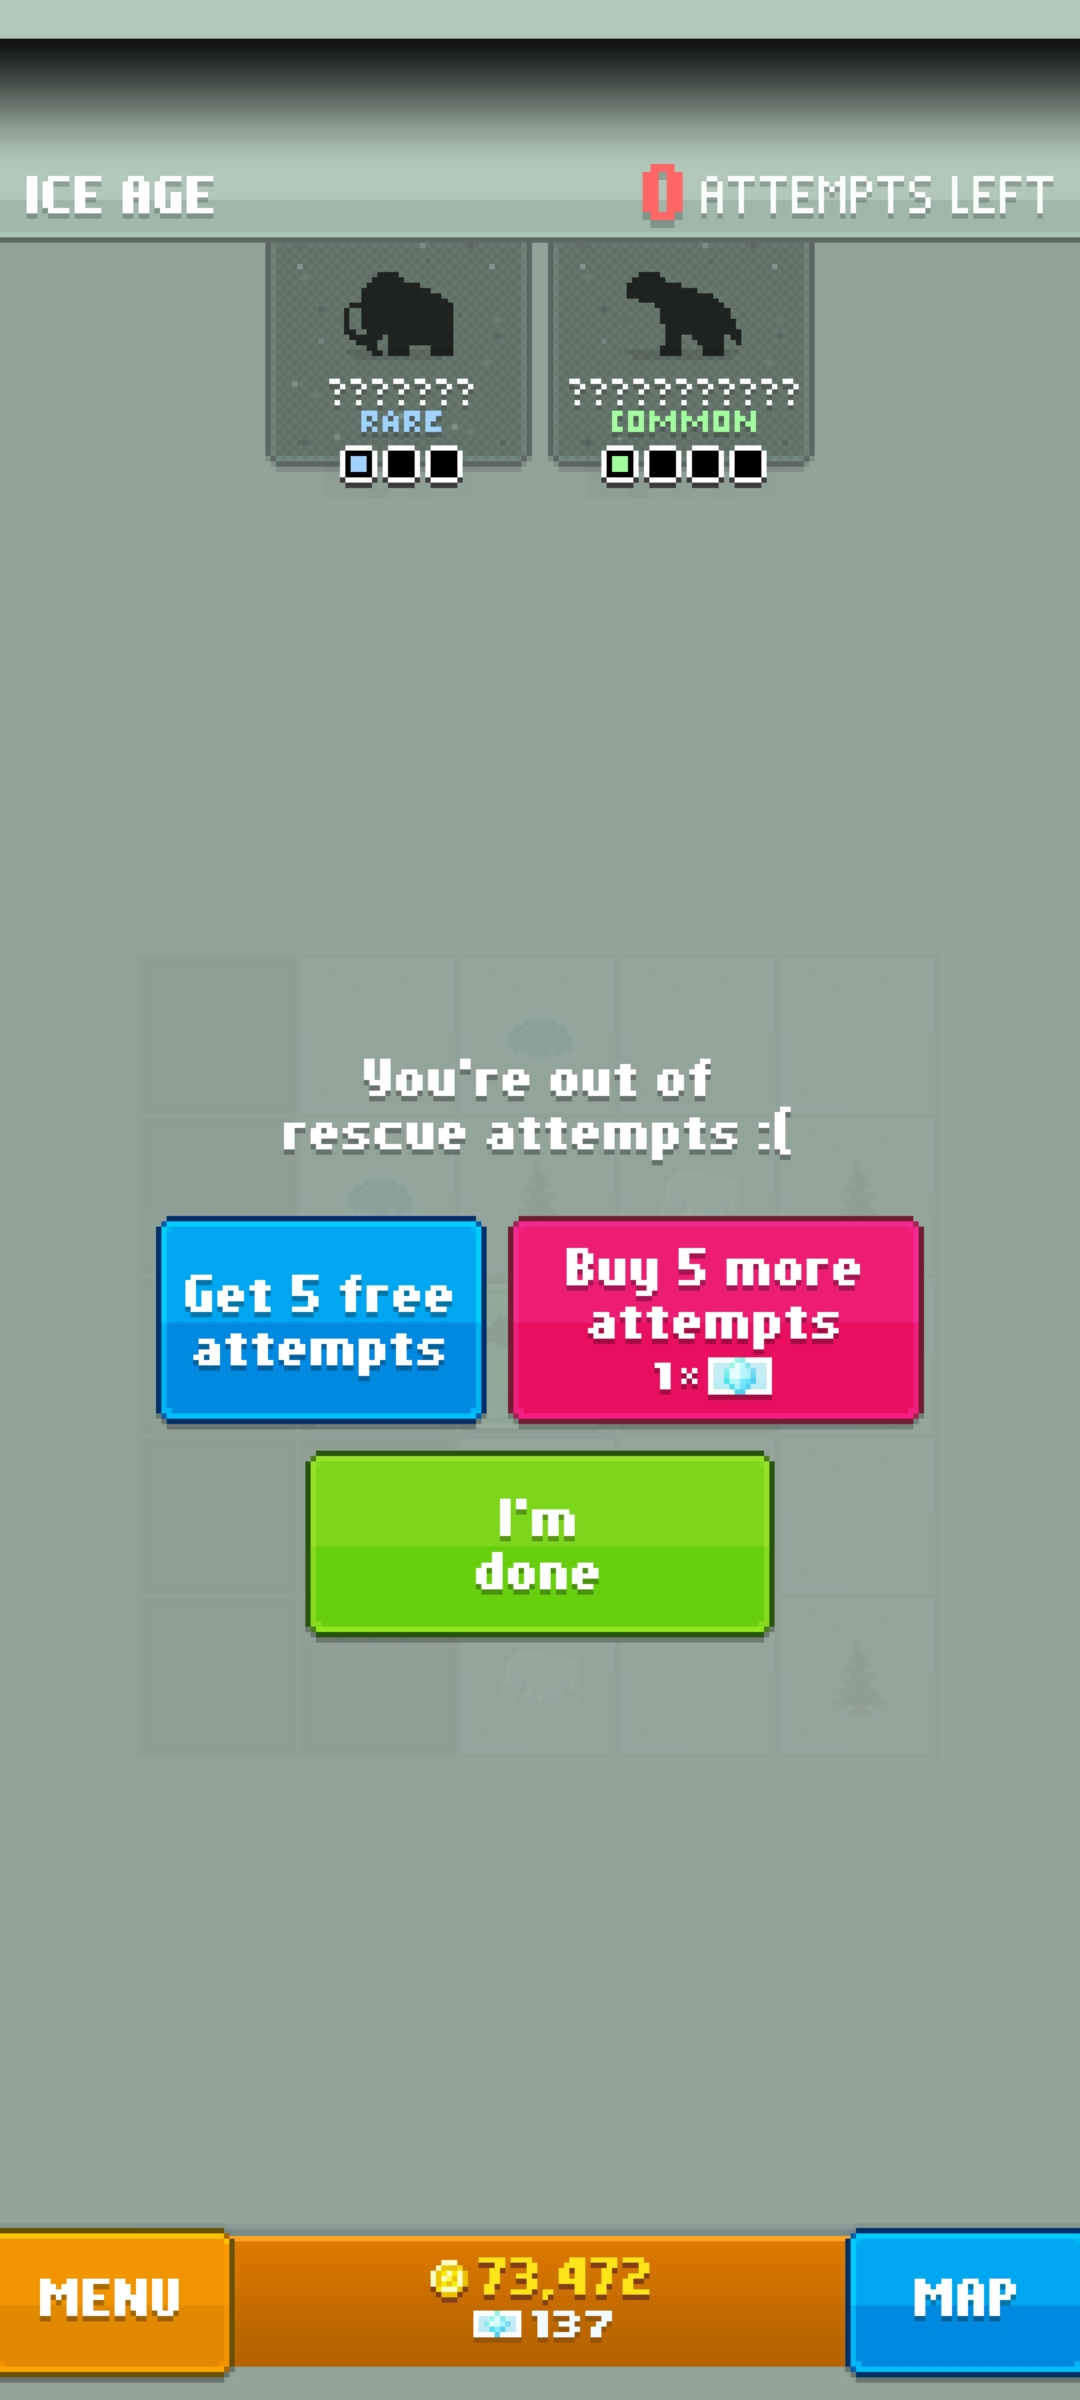 ICE AGE
0 ATTEMPTS LEFT
??????? ???????????
RARE COMMON
You're out of
rescue attempts :(
Get 5 free
attempts
Buy 5 more
attempts
1×
I'm
done
MENU
73,472
137
MAP